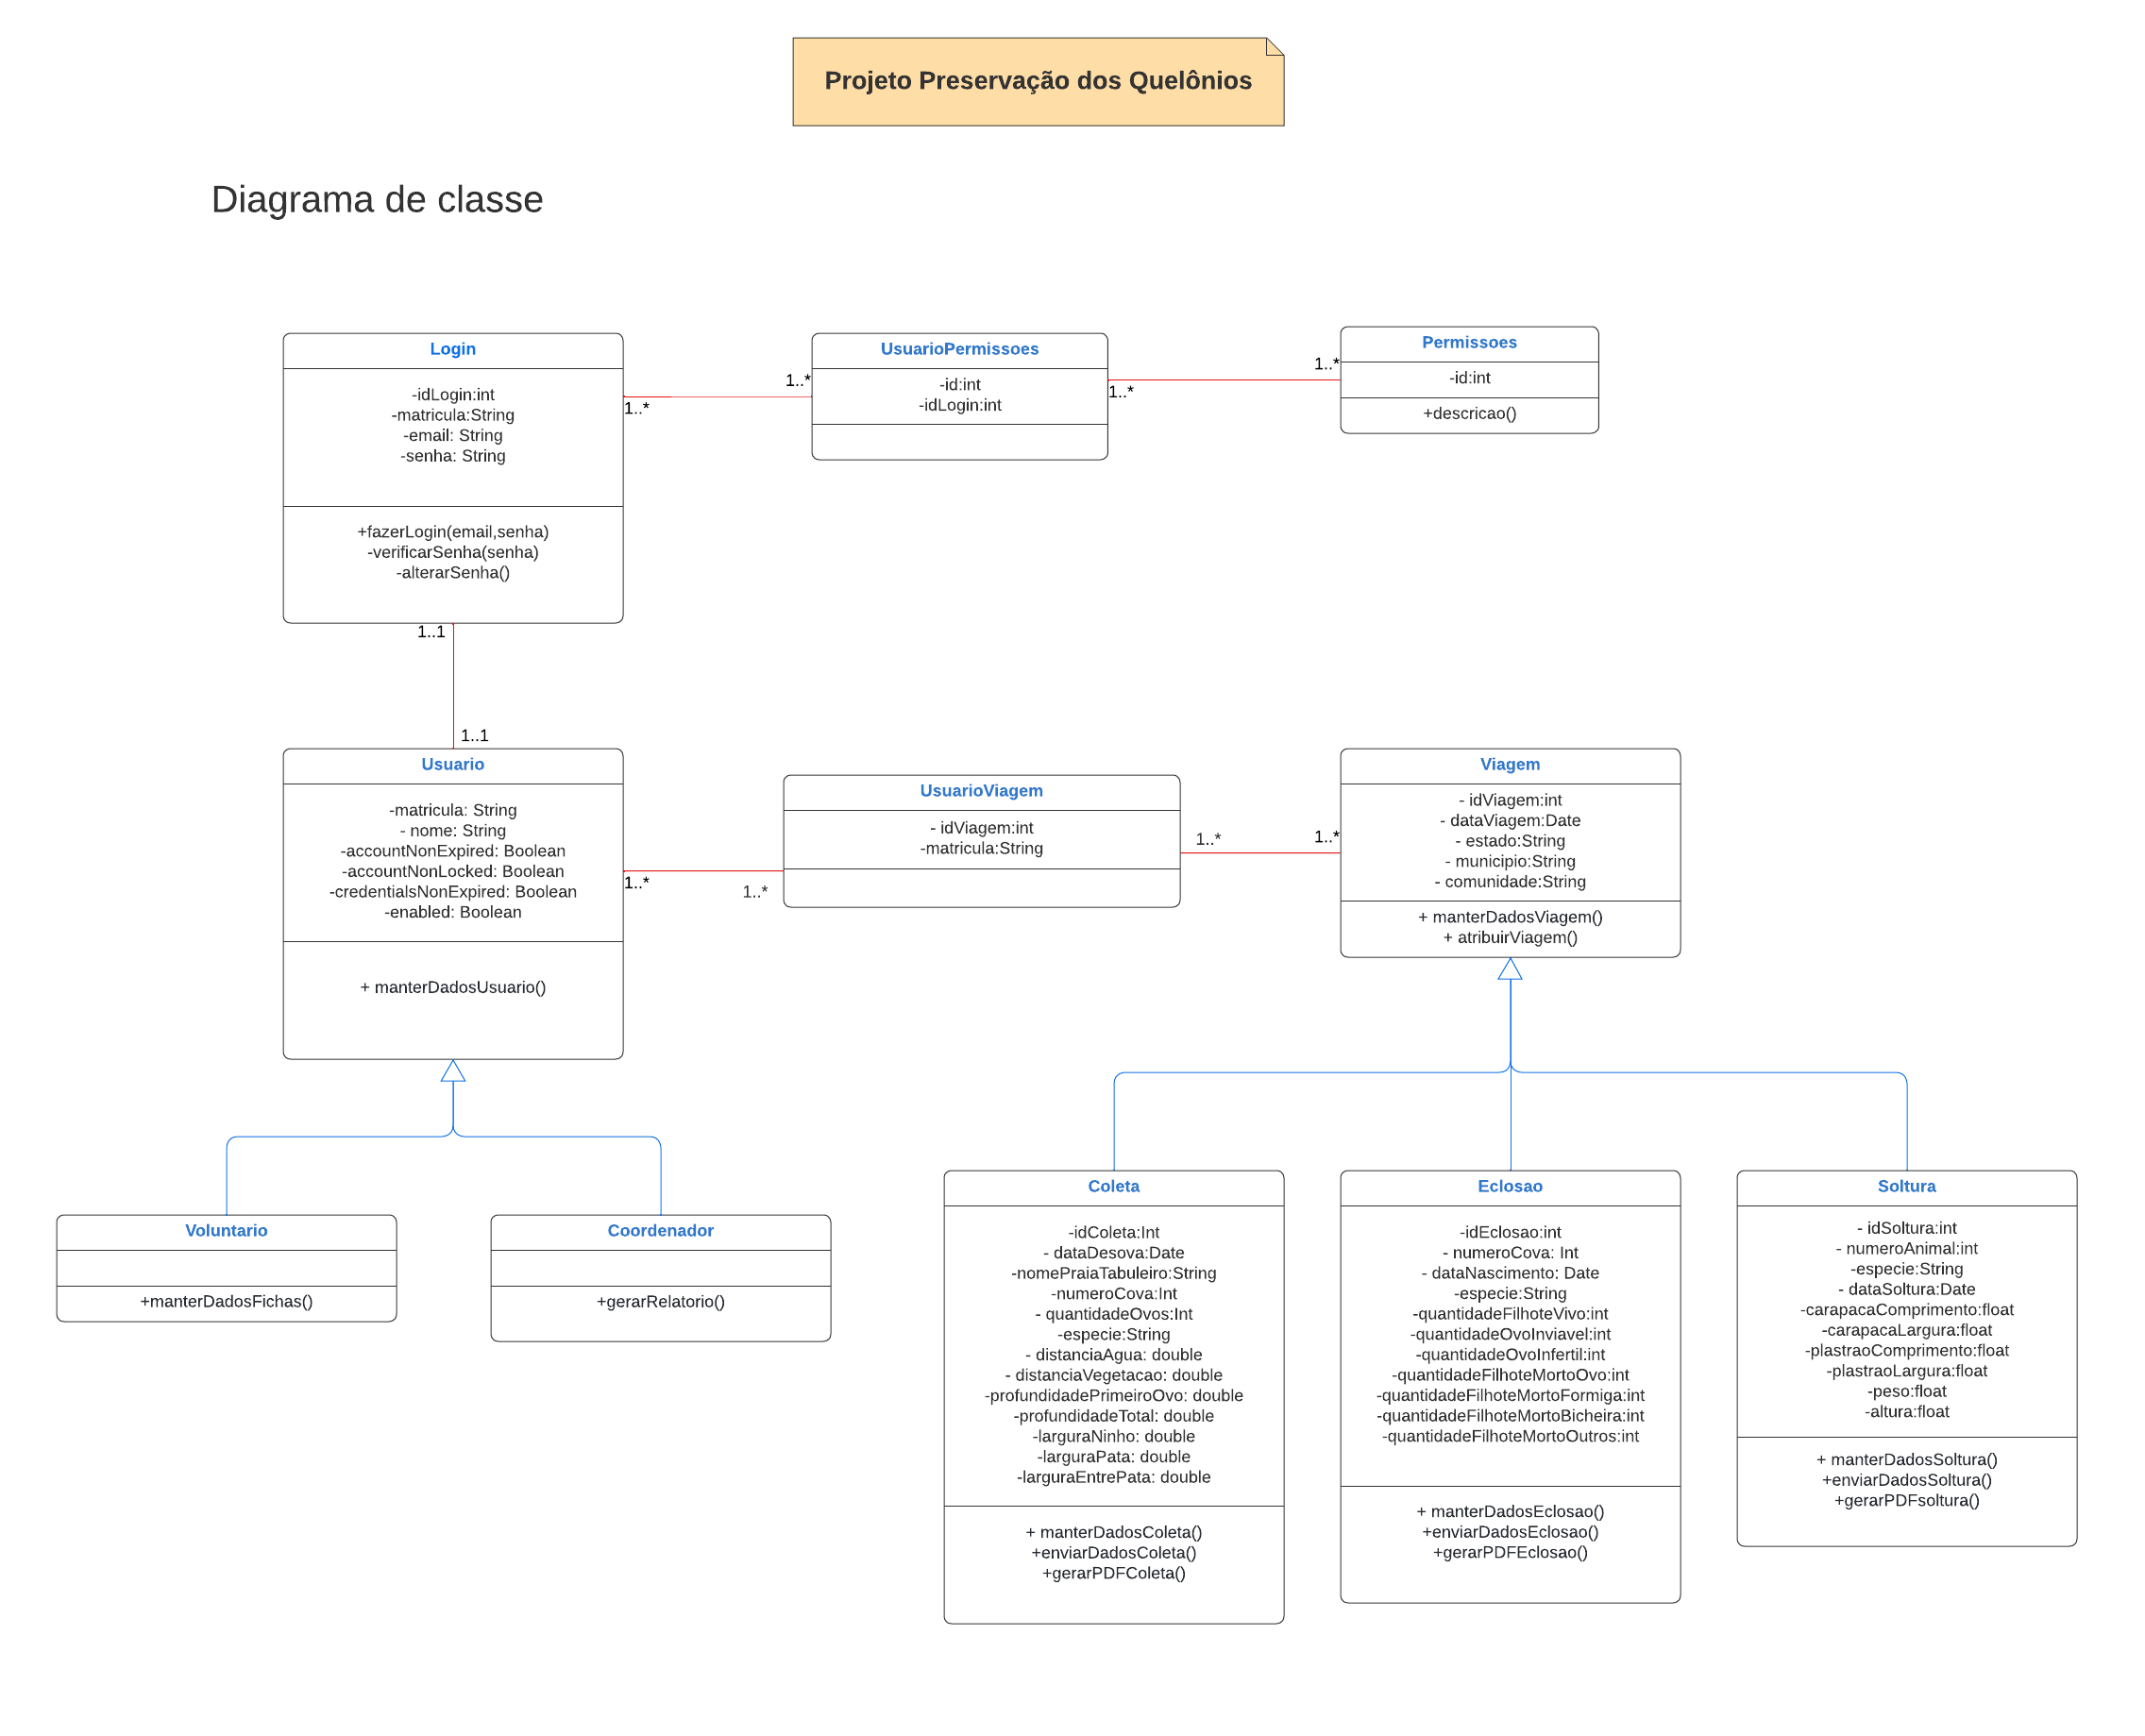 Projeto Preservação dos Quelônios
Diagrama de classe
Login
-idLogin:int
-matricula:String
-email: String
-senha: String
+fazerLogin(email,senha)
-verificarSenha(senha)
-alterarSenha()
1..*
1..*
UsuarioPermissoes
-id:int
-idLogin:int
1..*
1..*
Permissoes
-id:int
+descricao()
1..1
1..1
Usuario
-matricula: String
- nome: String
-accountNonExpired: Boolean
-accountNonLocked: Boolean
-credentialsNonExpired: Boolean
-enabled: Boolean
+ manterDadosUsuario()
1..*
1..*
UsuarioViagem
- idViagem:int
-matricula:String
1..*
1..*
Viagem
- idViagem:int
- dataViagem:Date
- estado:String
- municipio:String
- comunidade:String
+ manterDadosViagem()
+ atribuirViagem()
Voluntario
+manterDadosFichas()
Coordenador
+gerarRelatorio()
Coleta
-idColeta:Int
- dataDesova:Date
-nomePraiaTabuleiro:String
-numeroCova:Int
- quantidadeOvos:Int
-especie:String
- distanciaAgua: double
- distanciaVegetacao: double
-profundidadePrimeiroOvo: double
-profundidadeTotal: double
-larguraNinho: double
-larguraPata: double
-larguraEntrePata: double
+ manterDadosColeta()
+enviarDadosColeta()
+gerarPDFColeta()
Eclosao
-idEclosao:int
- numeroCova: Int
- dataNascimento: Date
-especie:String
-quantidadeFilhoteVivo:int
-quantidadeOvoInviavel:int
-quantidadeOvoInfertil:int
-quantidadeFilhoteMortoOvo:int
-quantidadeFilhoteMortoFormiga:int
-quantidadeFilhoteMortoBicheira:int
-quantidadeFilhoteMortoOutros:int
+ manterDadosEclosao()
+enviarDadosEclosao()
+gerarPDFEclosao()
Soltura
- idSoltura:int
- numeroAnimal:int
-especie:String
- dataSoltura:Date
-carapacaComprimento:float
-carapacaLargura:float
-plastraoComprimento:float
-plastraoLargura:float
-peso:float
-altura:float
+ manterDadosSoltura()
+enviarDadosSoltura()
+gerarPDFsoltura()